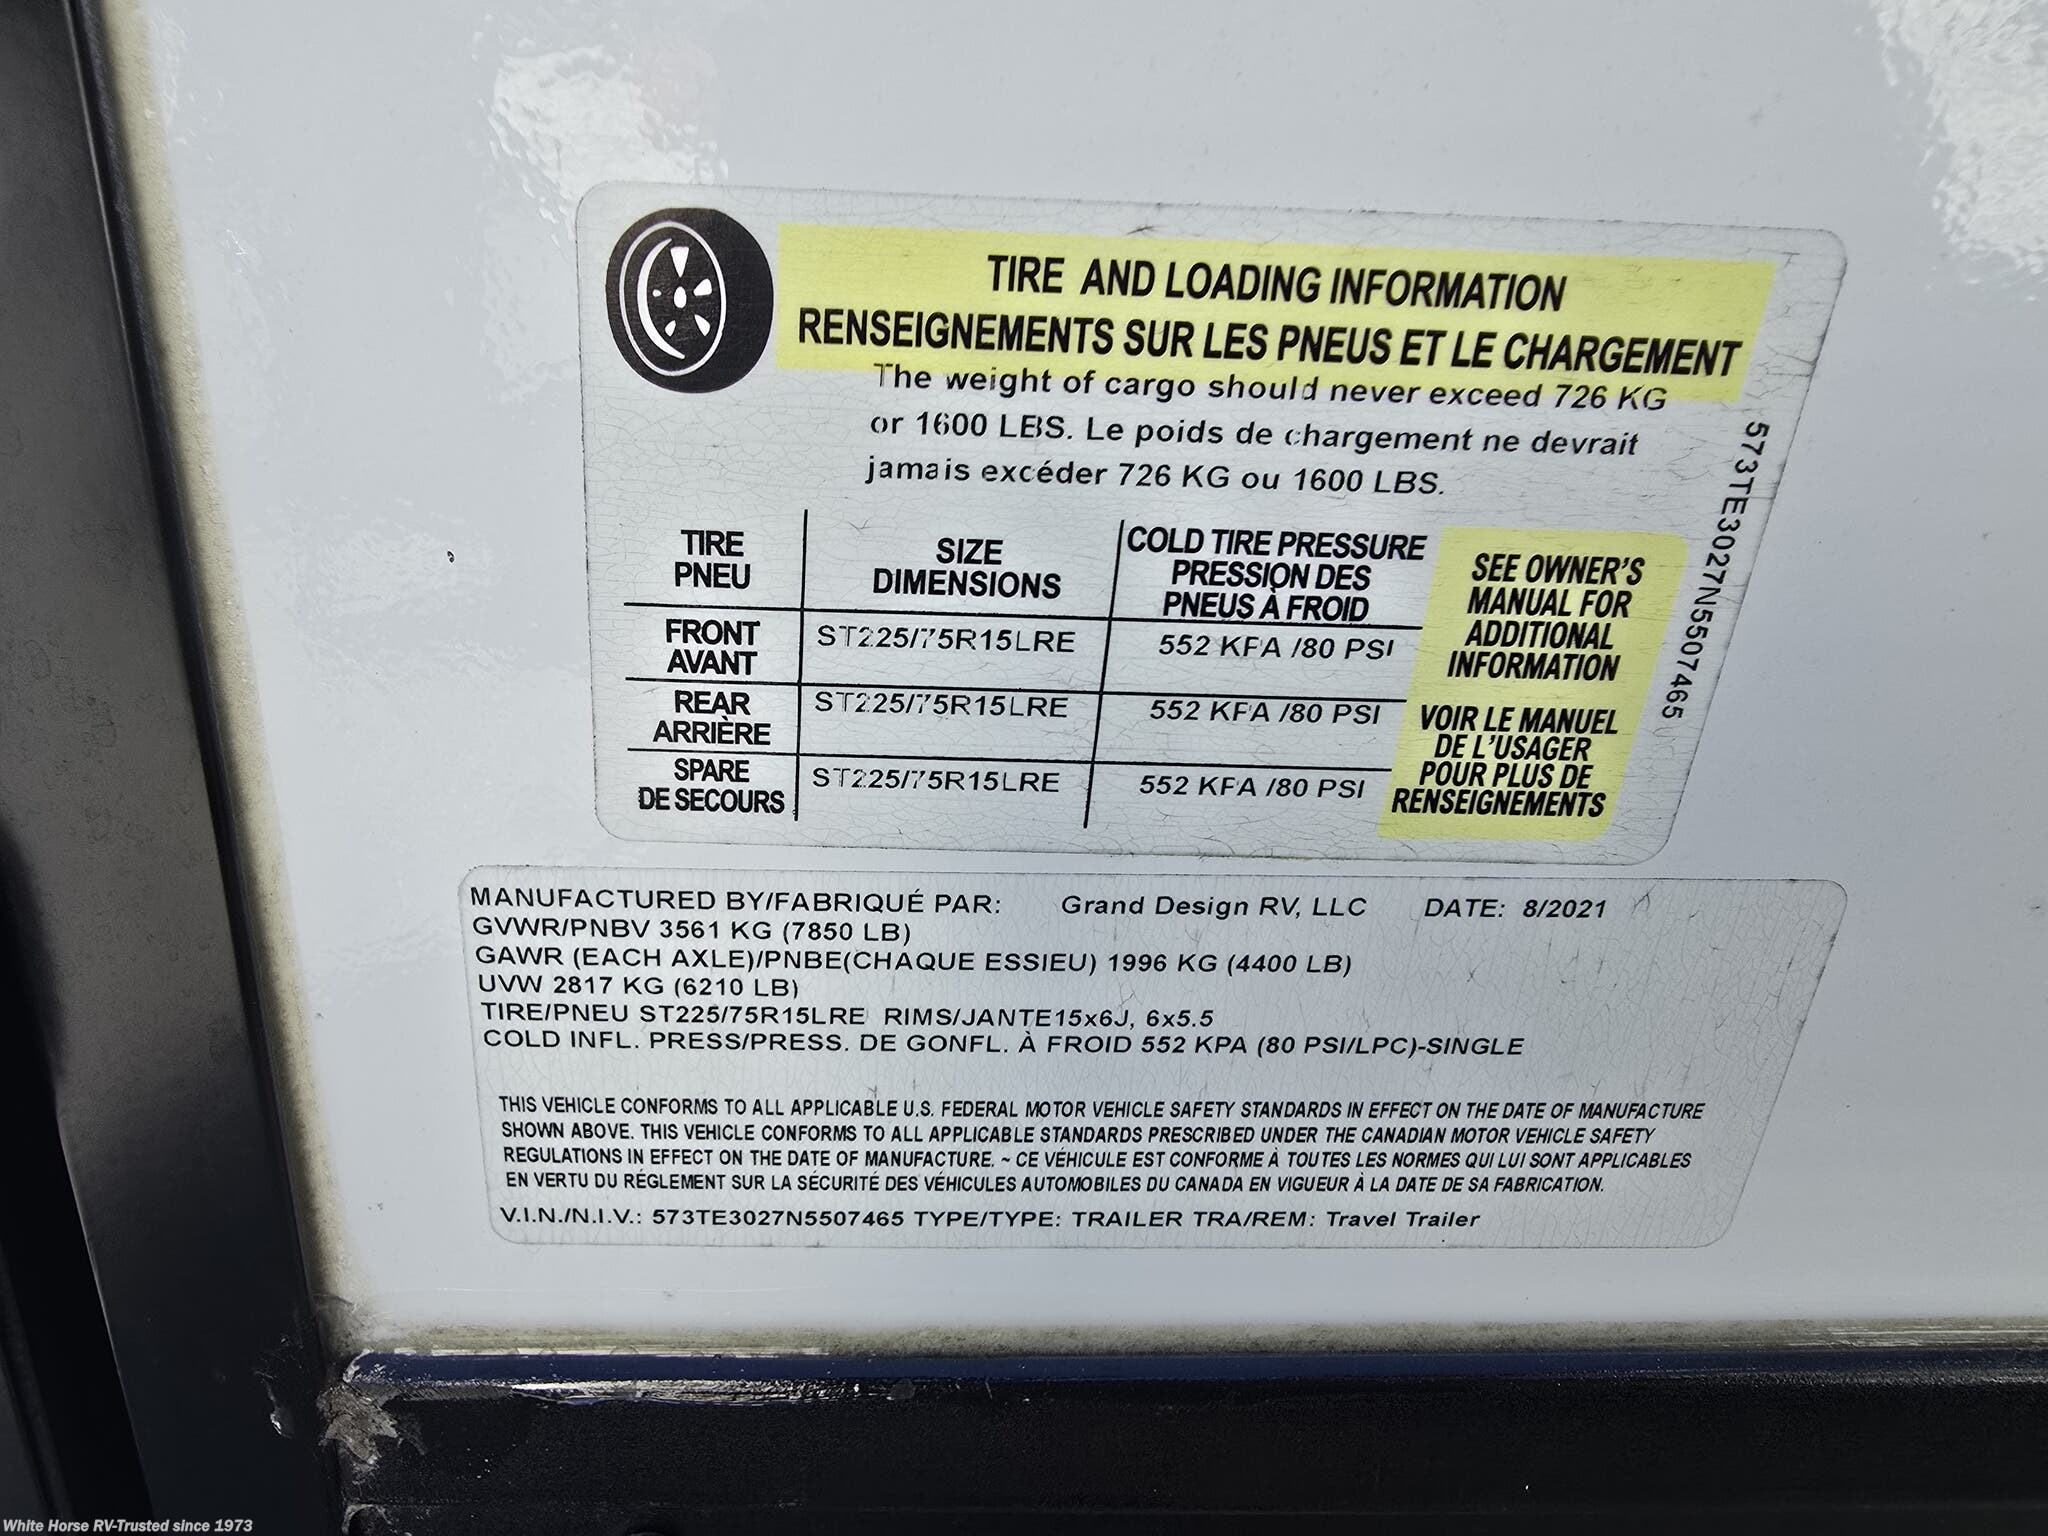 TIRE AND LOADING INFORMATION
RENSEIGNEMENTS SUR LES PNEUS ET LE CHARGEMENT
The weight of cargo should never exceed 726 KG
or 1600 LBS. Le poids de chargement ne devrait
jamais excéder 726 KG ou 1600 LBS.
TIRE
PNEU
SIZE
DIMENSIONS
COLD TIRE PRESSURE
PRESSION DES
PNEUS À FROID
FRONT
AVANT
ST225/75R15LRE
552 KPA /80 PSI
REAR
ARRIÈRE
ST225/75R15LRE
552 KPA /80 PSI
SPARE
DE SECOURS
ST225/75R15LRE
552 KPA /80 PSI
SEE OWNER'S
MANUAL FOR
ADDITIONAL
INFORMATION
VOIR LE MANUEL
DE L'USAGER
POUR PLUS DE
RENSEIGNEMENTS
573TE3027N5507465
MANUFACTURED BY/FABRIQUÉ PAR: Grand Design RV, LLC DATE: 8/2021
GVWR/PNBV 3561 KG (7850 LB)
GAWR (EACH AXLE)/PNBE(CHAQUE ESSIEU) 1996 KG (4400 LB)
UVW 2817 KG (6210 LB)
TIRE/PNEU ST225/75R15LRE RIMS/JANTE15x6J, 6x5.5
COLD INFL. PRESS/PRESS. DE GONFL. À FROID 552 KPA (80 PSI/LPC)-SINGLE
THIS VEHICLE CONFORMS TO ALL APPLICABLE U.S. FEDERAL MOTOR VEHICLE SAFETY STANDARDS IN EFFECT ON THE DATE OF MANUFACTURE
SHOWN ABOVE. THIS VEHICLE CONFORMS TO ALL APPLICABLE STANDARDS PRESCRIBED UNDER THE CANADIAN MOTOR VEHICLE SAFETY
REGULATIONS IN EFFECT ON THE DATE OF MANUFACTURE. ~ CE VÉHICULE EST CONFORME À TOUTES LES NORMES QUI LUI SONT APPLICABLES
EN VERTU DU RÉGLEMENT SUR LA SÉCURITÉ DES VÉHICULES AUTOMOBILES DU CANADA EN VIGUEUR À LA DATE DE SA FABRICATION.
V.I.N./N.I.V.: 573TE3027N5507465 TYPE/TYPE: TRAILER TRA/REM: Travel Trailer
White Horse RV-Trusted since 1973